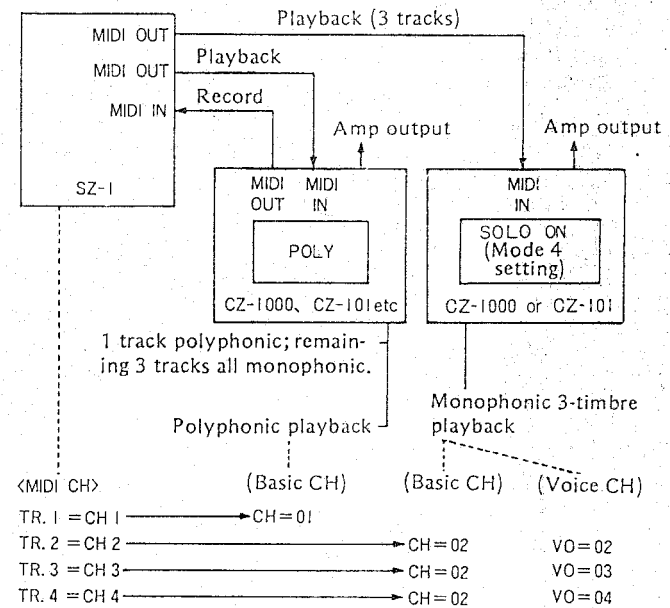 Playback (3 tracks)
MIDI OUT
MIDI OUT
Playback
MIDI IN
Record
SZ-1
Amp output
Amp output
MIDI OUT
MIDI IN
POLY
CZ-1000、CZ-101etc
MIDI IN
SOLO ON
(Mode 4
setting)
CZ-1000 or CZ-101
1 track polyphonic; remain-
ing 3 tracks all monophonic.
Polyphonic playback
Monophonic 3-timbre
playback
<MIDI CH>
(Basic CH)
(Basic CH)
(Voice CH)
TR. 1 = CH 1
CH=01
TR. 2 = CH 2
CH=02
VO=02
TR. 3 = CH 3
CH=02
VO=03
TR. 4 = CH 4
CH=02
VO=04